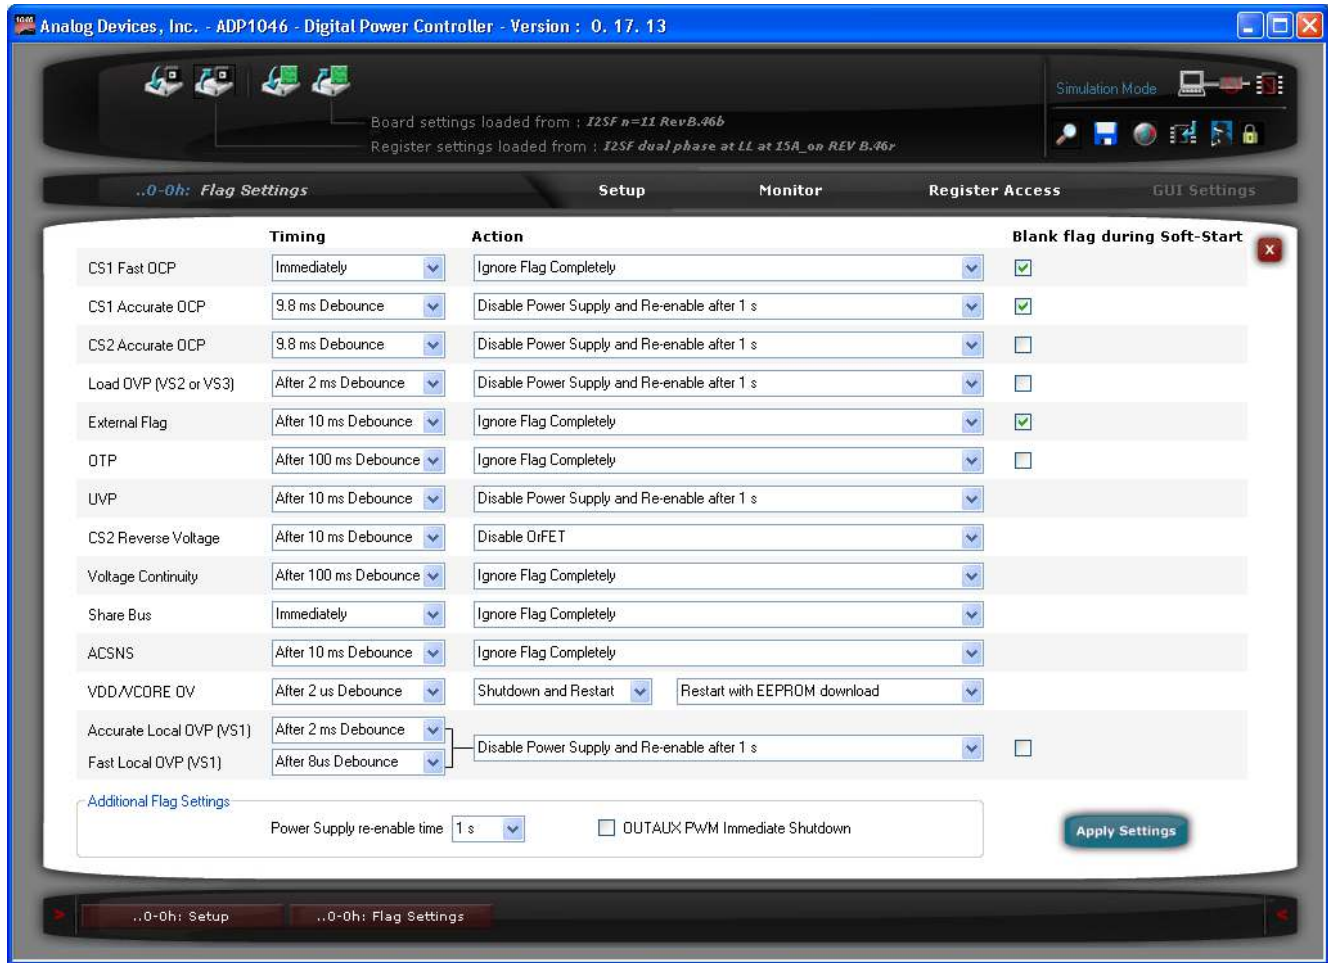 1046 Analog Devices, Inc. - ADP1046 - Digital Power Controller - Version : 0. 17. 13
Simulation Mode
Board settings loaded from : I2SF n=11 RevB.46b
Register settings loaded from : I2SF dual phase at LL at 15A_on REV B.46r
..0-0h: Flag Settings Setup Monitor Register Access GUI Settings
Timing Action Blank flag during Soft-Start
X
CS1 Fast OCP Immediately Ignore Flag Completely
CS1 Accurate OCP 9.8 ms Debounce Disable Power Supply and Re-enable after 1 s
CS2 Accurate OCP 9.8 ms Debounce Disable Power Supply and Re-enable after 1 s
Load OVP (VS2 or VS3) After 2 ms Debounce Disable Power Supply and Re-enable after 1 s
External Flag After 10 ms Debounce Ignore Flag Completely
OTP After 100 ms Debounce Ignore Flag Completely
UVP After 10 ms Debounce Disable Power Supply and Re-enable after 1 s
CS2 Reverse Voltage After 10 ms Debounce Disable OrFET
Voltage Continuity After 100 ms Debounce Ignore Flag Completely
Share Bus Immediately Ignore Flag Completely
ACSNS After 10 ms Debounce Ignore Flag Completely
VDD/VCORE OV After 2 us Debounce Shutdown and Restart Restart with EEPROM download
Accurate Local OVP (VS1) After 2 ms Debounce
Disable Power Supply and Re-enable after 1 s
Fast Local OVP (VS1) After 8us Debounce
Additional Flag Settings
Power Supply re-enable time 1 s OUTAUX PWM Immediate Shutdown
Apply Settings
> ..0-0h: Setup ..0-0h: Flag Settings <